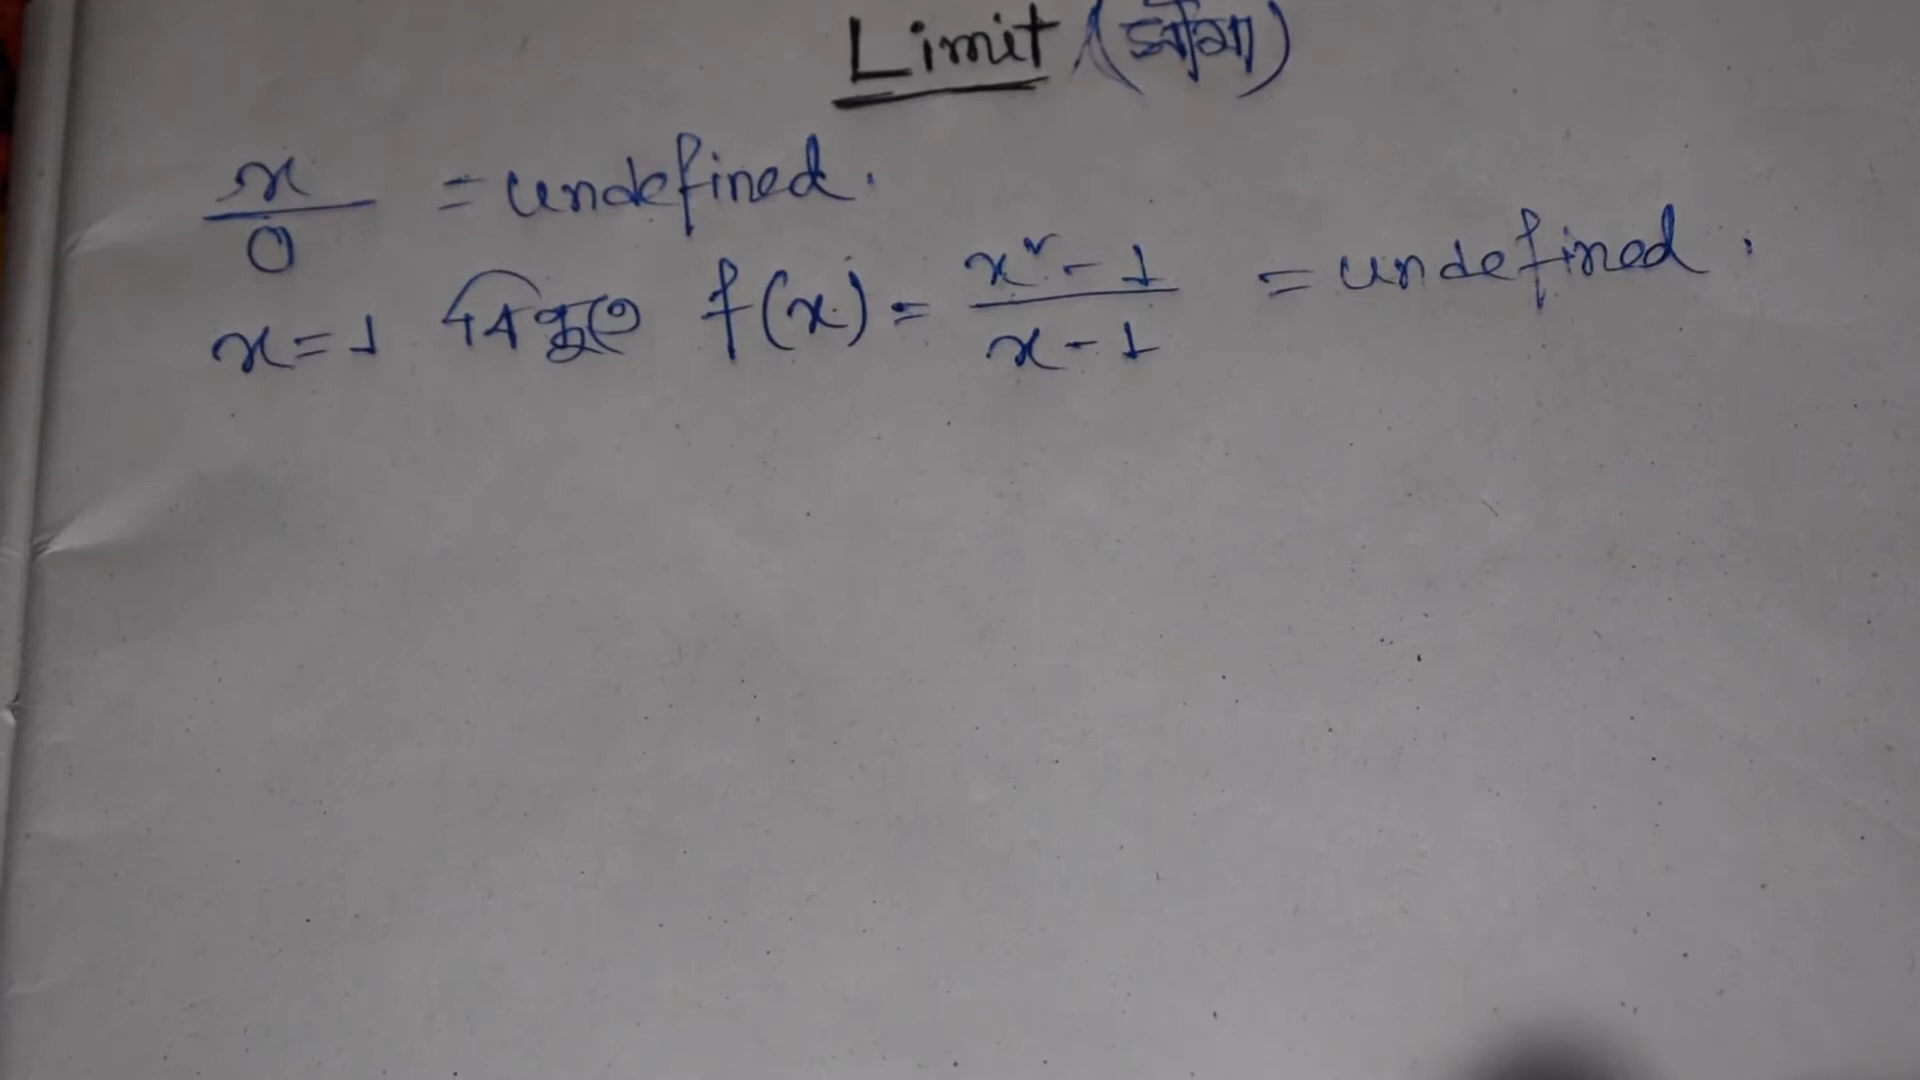 Limit (সীমা)
x/0 = undefined.
x=1 বিন্দুতে f(x) = (x² - 1)/(x - 1) = undefined.